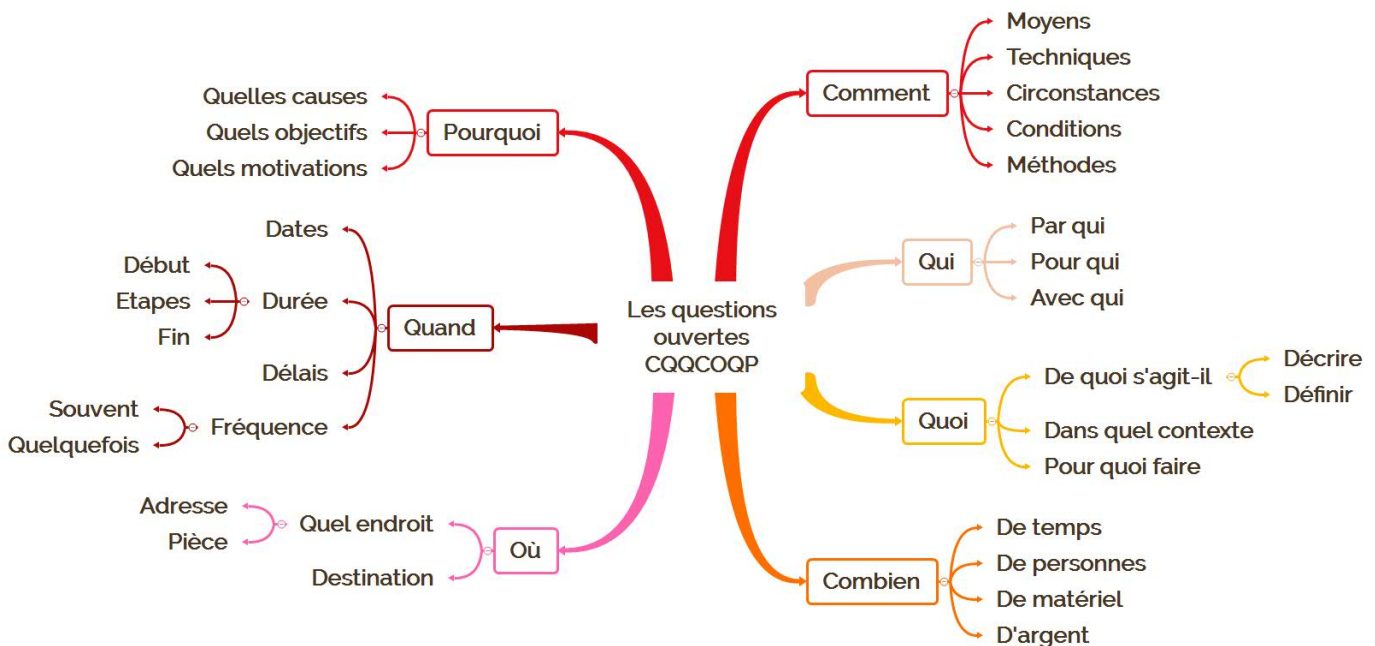 Les questions
ouvertes
CQQCOQP
Comment
Moyens
Techniques
Circonstances
Conditions
Méthodes
Qui
Par qui
Pour qui
Avec qui
Quoi
De quoi s'agit-il
Décrire
Définir
Dans quel contexte
Pour quoi faire
Combien
De temps
De personnes
De matériel
D'argent
Où
Quel endroit
Adresse
Pièce
Destination
Quand
Dates
Durée
Début
Etapes
Fin
Délais
Fréquence
Souvent
Quelquefois
Pourquoi
Quelles causes
Quels objectifs
Quels motivations